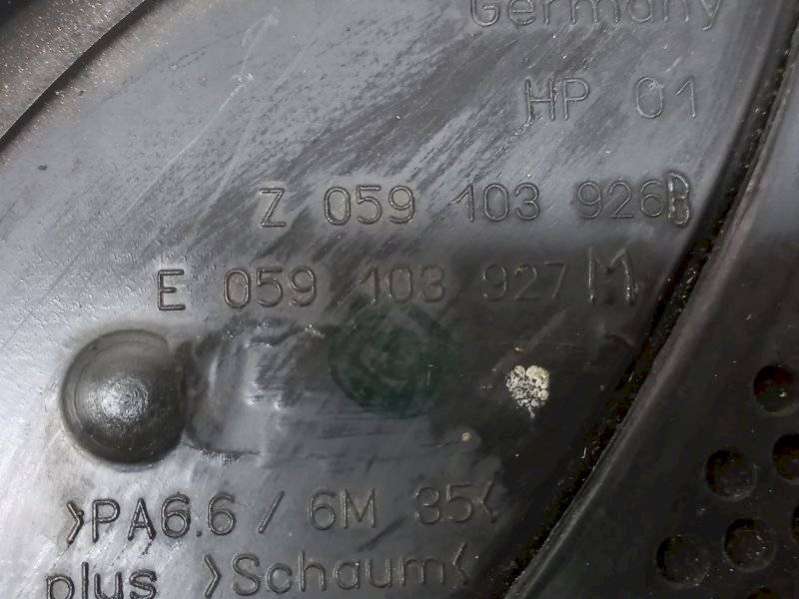 Germany
HP 01
Z 059 103 926B
E 059 103 927M
>PA6.6 / 6M 35<
plus >Schaum<